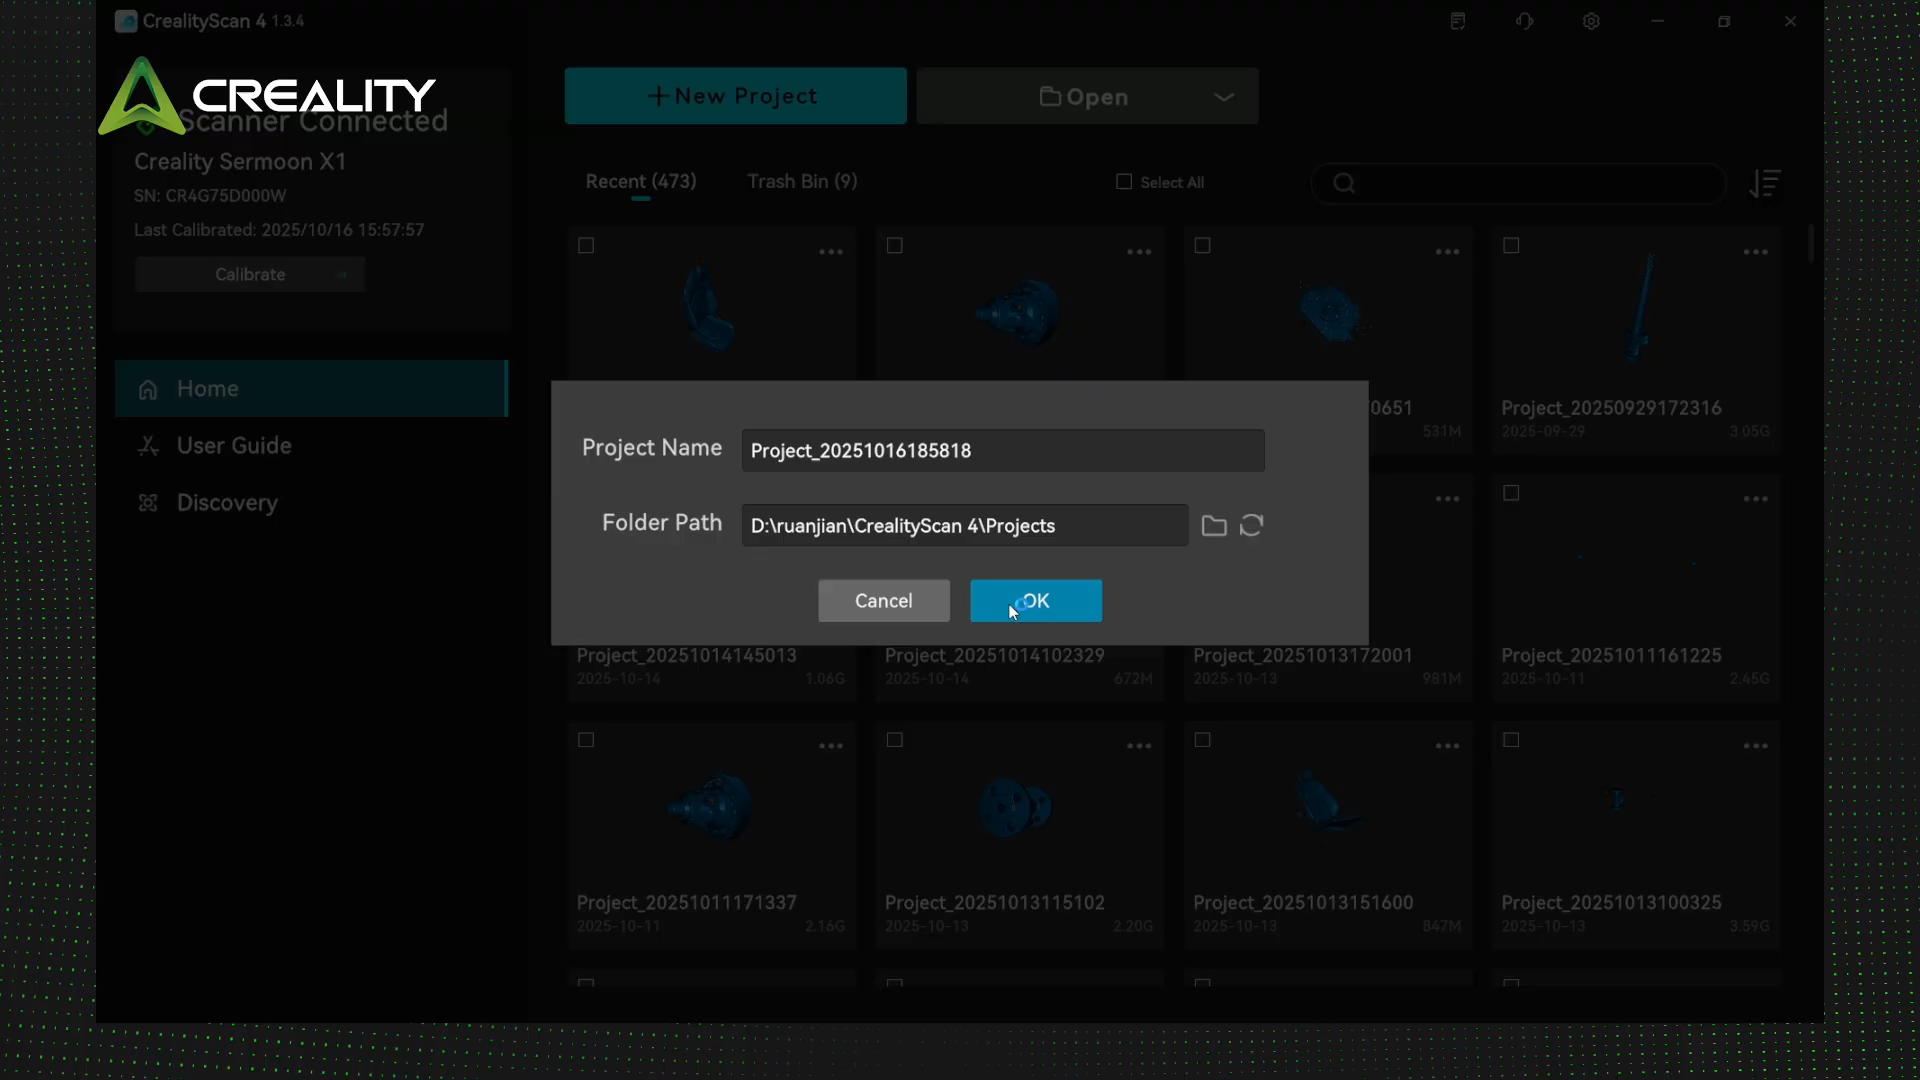 CrealityScan 4 1.3.4
CREALITY
Scanner Connected
Creality Sermoon X1
SN: CR4G75D000W
Last Calibrated: 2025/10/16 15:57:57
Calibrate
Home
User Guide
Discovery
New Project
Open
Recent (473)
Trash Bin (9)
Select All
0651
531M
Project_20250929172316
2025-09-29
3.05G
Project Name
Project_20251016185818
Folder Path
D:\ruanjian\CrealityScan 4\Projects
Cancel
OK
Project_20251014145013
2025-10-14
1.06G
Project_20251014102329
2025-10-14
672M
Project_20251013172001
2025-10-13
981M
Project_20251011161225
2025-10-11
2.45G
Project_20251011171337
2025-10-11
2.16G
Project_20251013115102
2025-10-13
2.20G
Project_20251013151600
2025-10-13
847M
Project_20251013100325
2025-10-13
3.59G